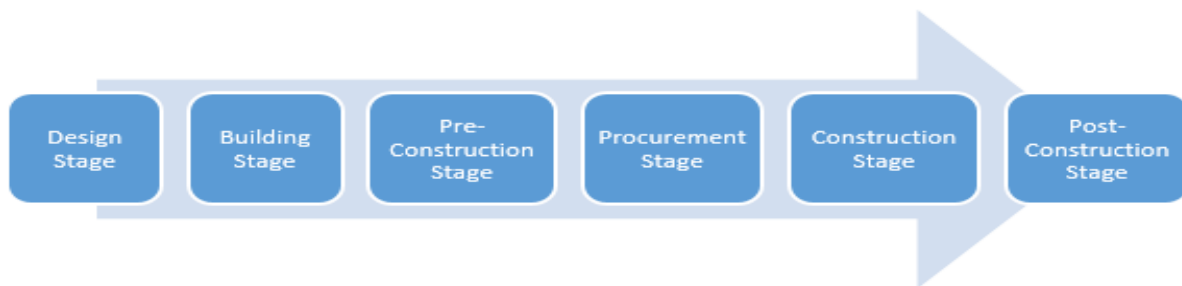 Design
Stage
Building
Stage
Pre-
Construction
Stage
Procurement
Stage
Construction
Stage
Post-
Construction
Stage